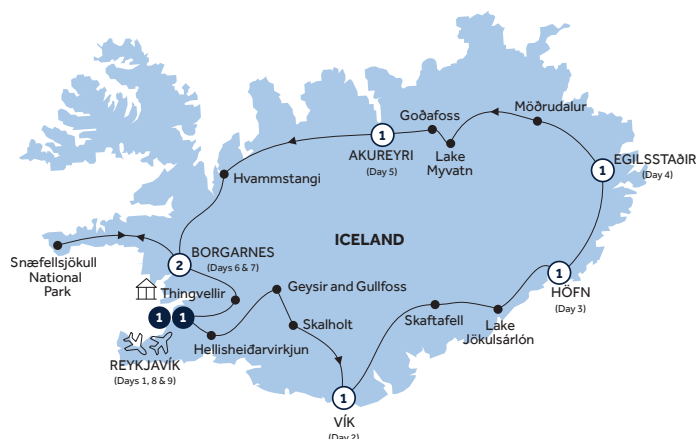 Goðafoss
Möðrudalur
1
AKUREYRI
(Day 5)
Lake
Myvatn
1
EGILSSTAÐIR
(Day 4)
Hvammstangi
ICELAND
Snæfellsjökull
National
Park
2
BORGARNES
(Days 6 & 7)
Thingvellir
Geysir and Gullfoss
1
HÖFN
(Day 3)
1
1
Skalholt
Skaftafell
Lake
Jökulsárlón
Hellisheiðarvirkjun
REYKJAVÍK
(Days 1, 8 & 9)
1
VÍK
(Day 2)